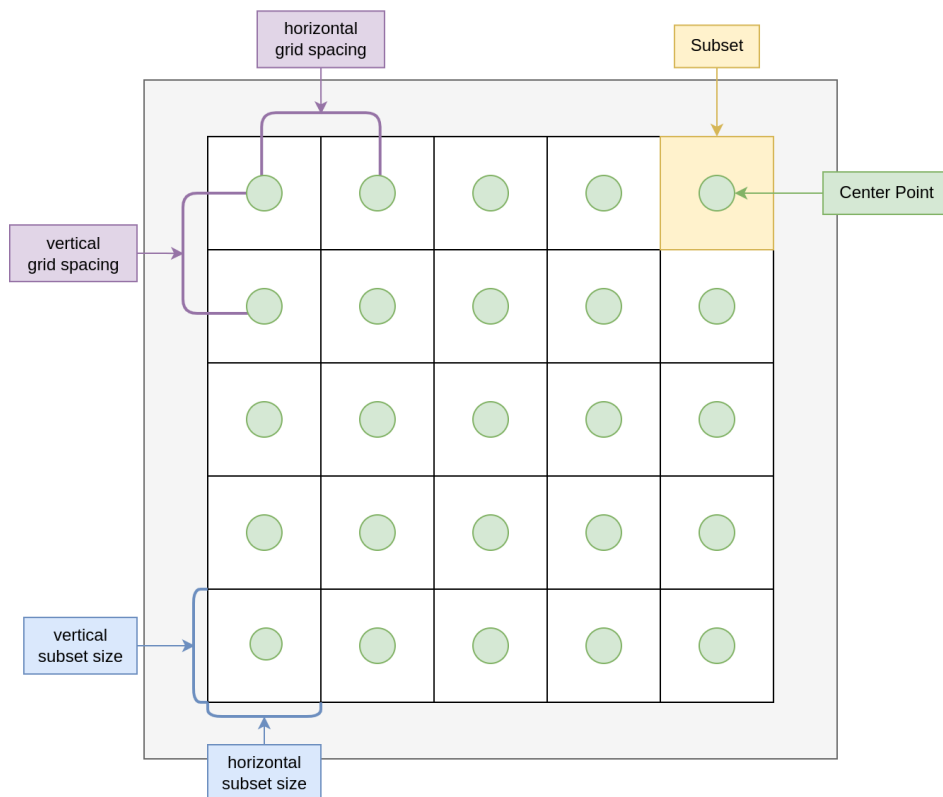 horizontal
grid spacing
Subset
Center Point
vertical
grid spacing
vertical
subset size
horizontal
subset size